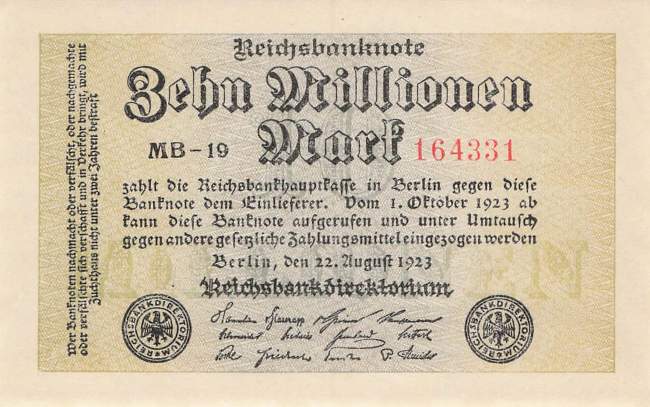 Reichsbanknote
Zehn Millionen
Mark
MB-19
164331
zahlt die Reichsbankhauptkasse in Berlin gegen diese
Banknote dem Einlieferer. Vom 1. Oktober 1923 ab
kann diese Banknote aufgerufen und unter Umtausch
gegen andere gesetzliche Zahlungsmittel eingezogen werden
Berlin, den 22. August 1923
Reichsbankdirektorium
REICHSBANKDIREKTORIUM
REICHSBANKDIREKTORIUM
Wer Banknoten nachmacht oder verfälscht, oder nachgemachte
oder verfälschte sich verschafft und in Verkehr bringt, wird mit
Zuchthaus nicht unter zwei Jahren bestraft